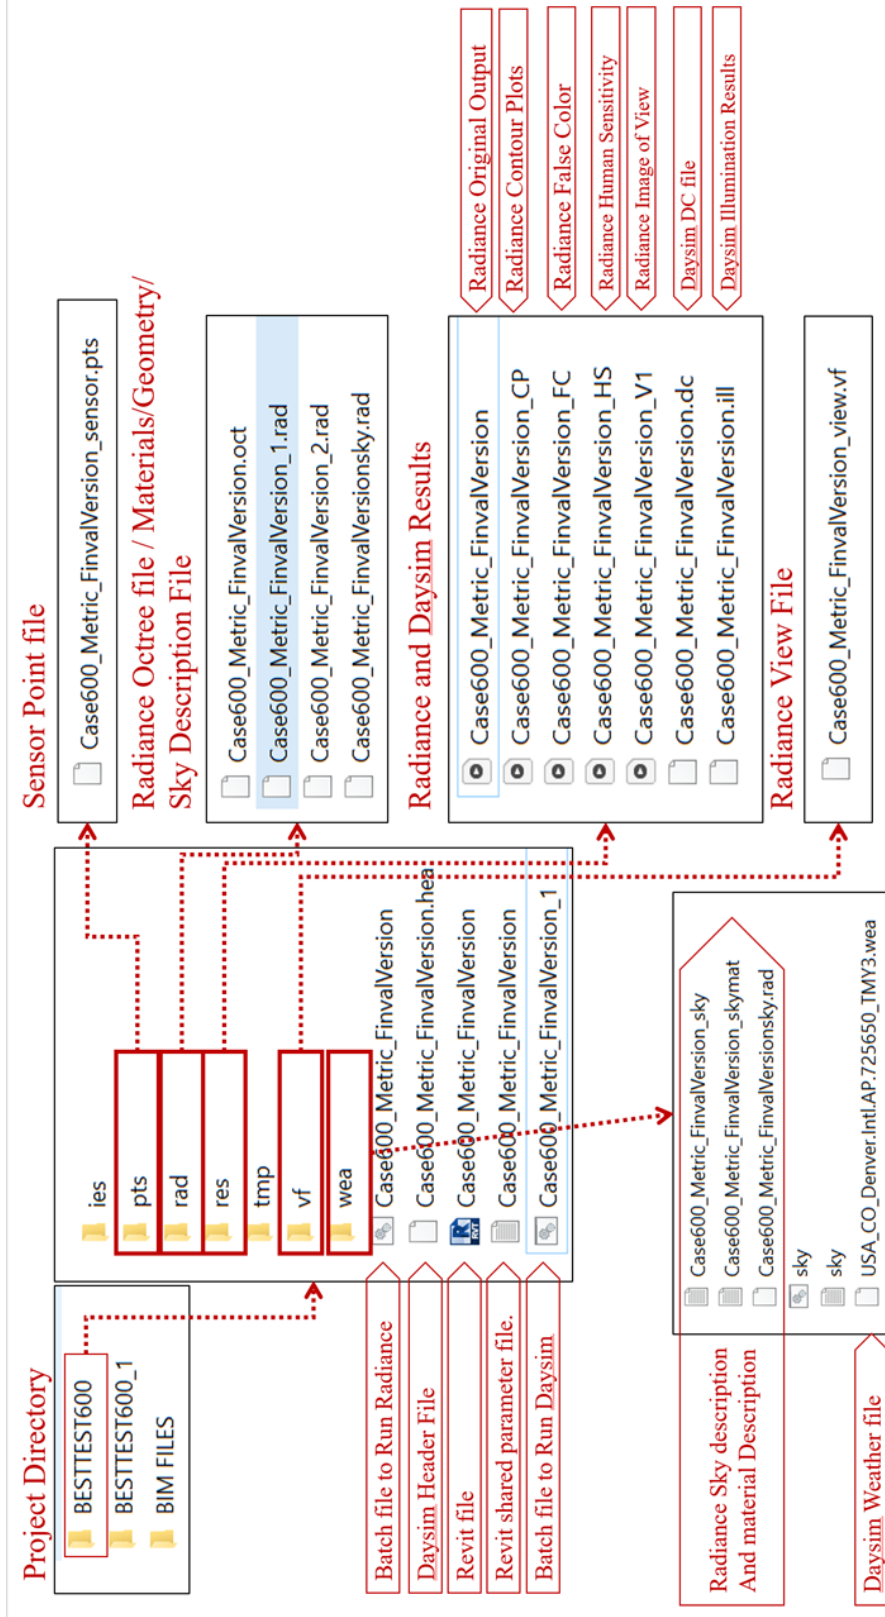 Project Directory
BESTTEST600
BESTTEST600_1
BIM FILES
ies
pts
rad
res
tmp
vf
wea
Case600_Metric_FinvalVersion
Case600_Metric_FinvalVersion.hea
Case600_Metric_FinvalVersion
RVT
Case600_Metric_FinvalVersion
Case600_Metric_FinvalVersion_1
Batch file to Run Radiance
Daysim Header File
Revit file
Revit shared parameter file.
Batch file to Run Daysim
Sensor Point file
Case600_Metric_FinvalVersion_sensor.pts
Radiance Octree file / Materials/Geometry/
Sky Description File
Case600_Metric_FinvalVersion.oct
Case600_Metric_FinvalVersion_1.rad
Case600_Metric_FinvalVersion_2.rad
Case600_Metric_FinvalVersionsky.rad
Radiance and Daysim Results
Case600_Metric_FinvalVersion
Case600_Metric_FinvalVersion_CP
Case600_Metric_FinvalVersion_FC
Case600_Metric_FinvalVersion_HS
Case600_Metric_FinvalVersion_V1
Case600_Metric_FinvalVersion.dc
Case600_Metric_FinvalVersion.ill
Radiance Original Output
Radiance Contour Plots
Radiance False Color
Radiance Human Sensitivity
Radiance Image of View
Daysim DC file
Daysim Illumination Results
Radiance View File
Case600_Metric_FinvalVersion_view.vf
Radiance Sky description
And material Description
Case600_Metric_FinvalVersion_sky
Case600_Metric_FinvalVersion_skymat
Case600_Metric_FinvalVersionsky.rad
sky
sky
USA_CO_Denver.Intl.AP.725650_TMY3.wea
Daysim Weather file